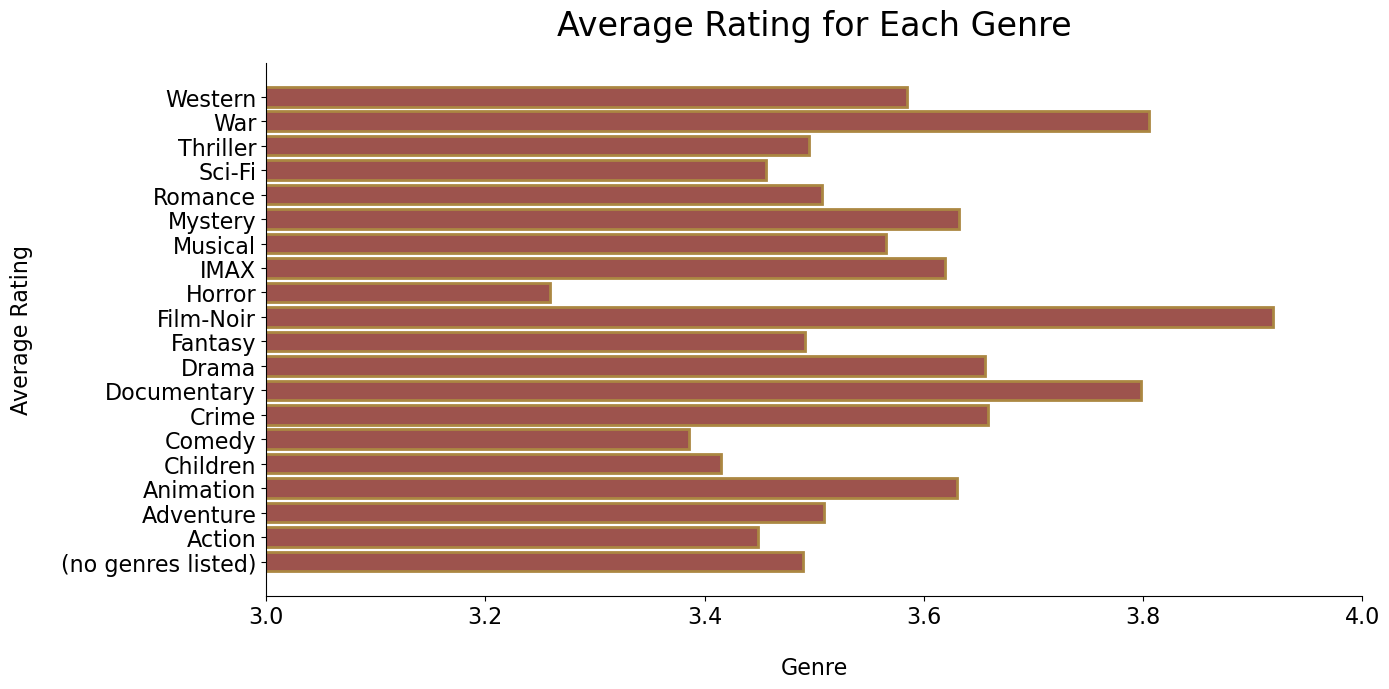 Average Rating for Each Genre
Western
War
Thriller
Sci-Fi
Romance
Mystery
Musical
IMAX
Horror
Film-Noir
Fantasy
Drama
Documentary
Crime
Comedy
Children
Animation
Adventure
Action
(no genres listed)
Average Rating
3.0 3.2 3.4 3.6 3.8 4.0
Genre